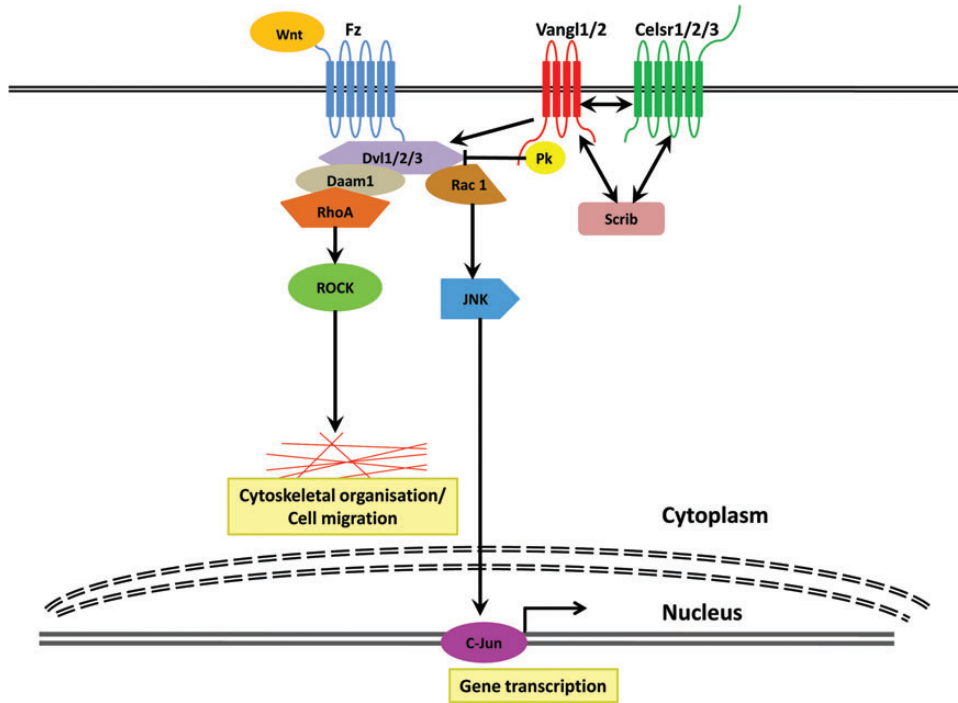 Wnt
Fz
Vangl1/2
Celsr1/2/3
Dvl1/2/3
Pk
Daam1
Rac 1
RhoA
Scrib
ROCK
JNK
Cytoskeletal organisation/
Cell migration
Cytoplasm
Nucleus
C-Jun
Gene transcription